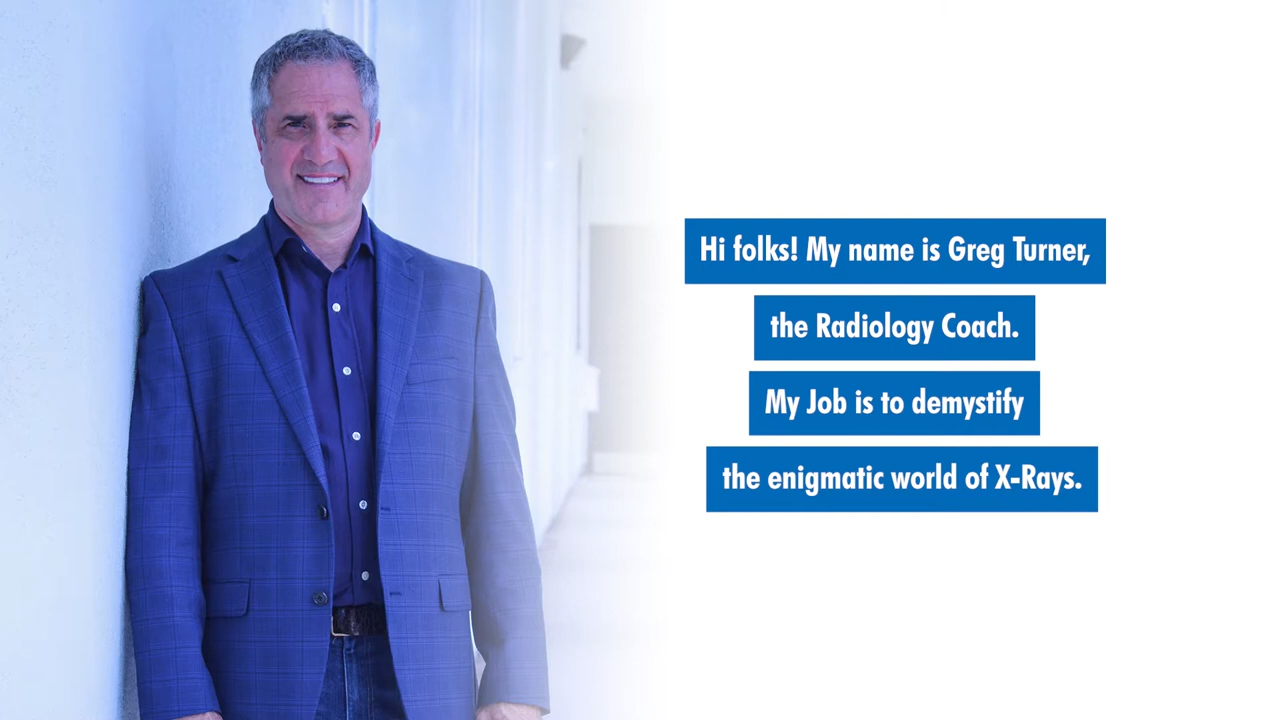 Hi folks! My name is Greg Turner,
the Radiology Coach.
My Job is to demystify
the enigmatic world of X-Rays.